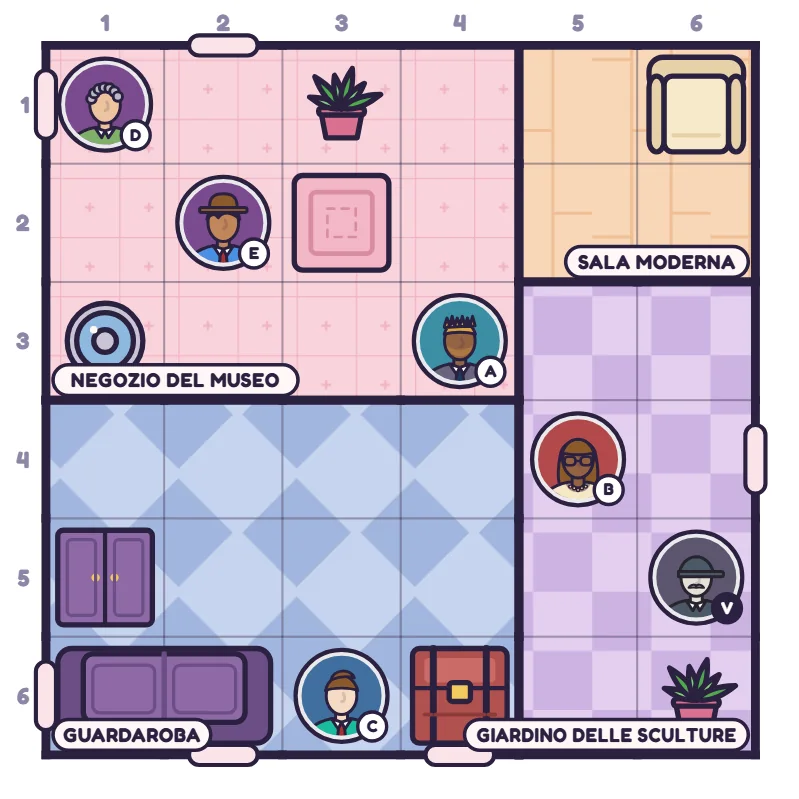 1 2 3 4 5 6
1
D
2
E
SALA MODERNA
3
A
NEGOZIO DEL MUSEO
4
B
5
V
6
C
GUARDAROBA
GIARDINO DELLE SCULTURE